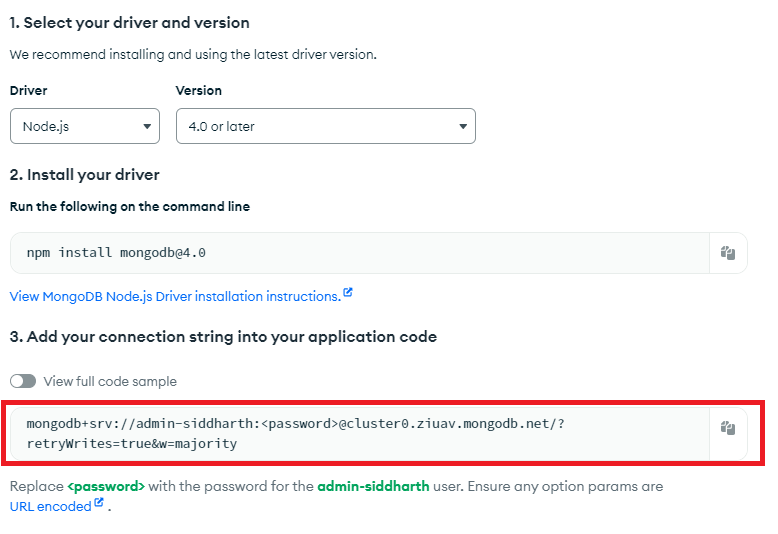 1. Select your driver and version
We recommend installing and using the latest driver version.
Driver
Version
Node.js
4.0 or later
2. Install your driver
Run the following on the command line
npm install mongodb@4.0
View MongoDB Node.js Driver installation instructions.
3. Add your connection string into your application code
View full code sample
mongodb+srv://admin-siddharth:<password>@cluster0.ziuav.mongodb.net/?
retryWrites=true&w=majority
Replace <password> with the password for the admin-siddharth user. Ensure any option params are
URL encoded .